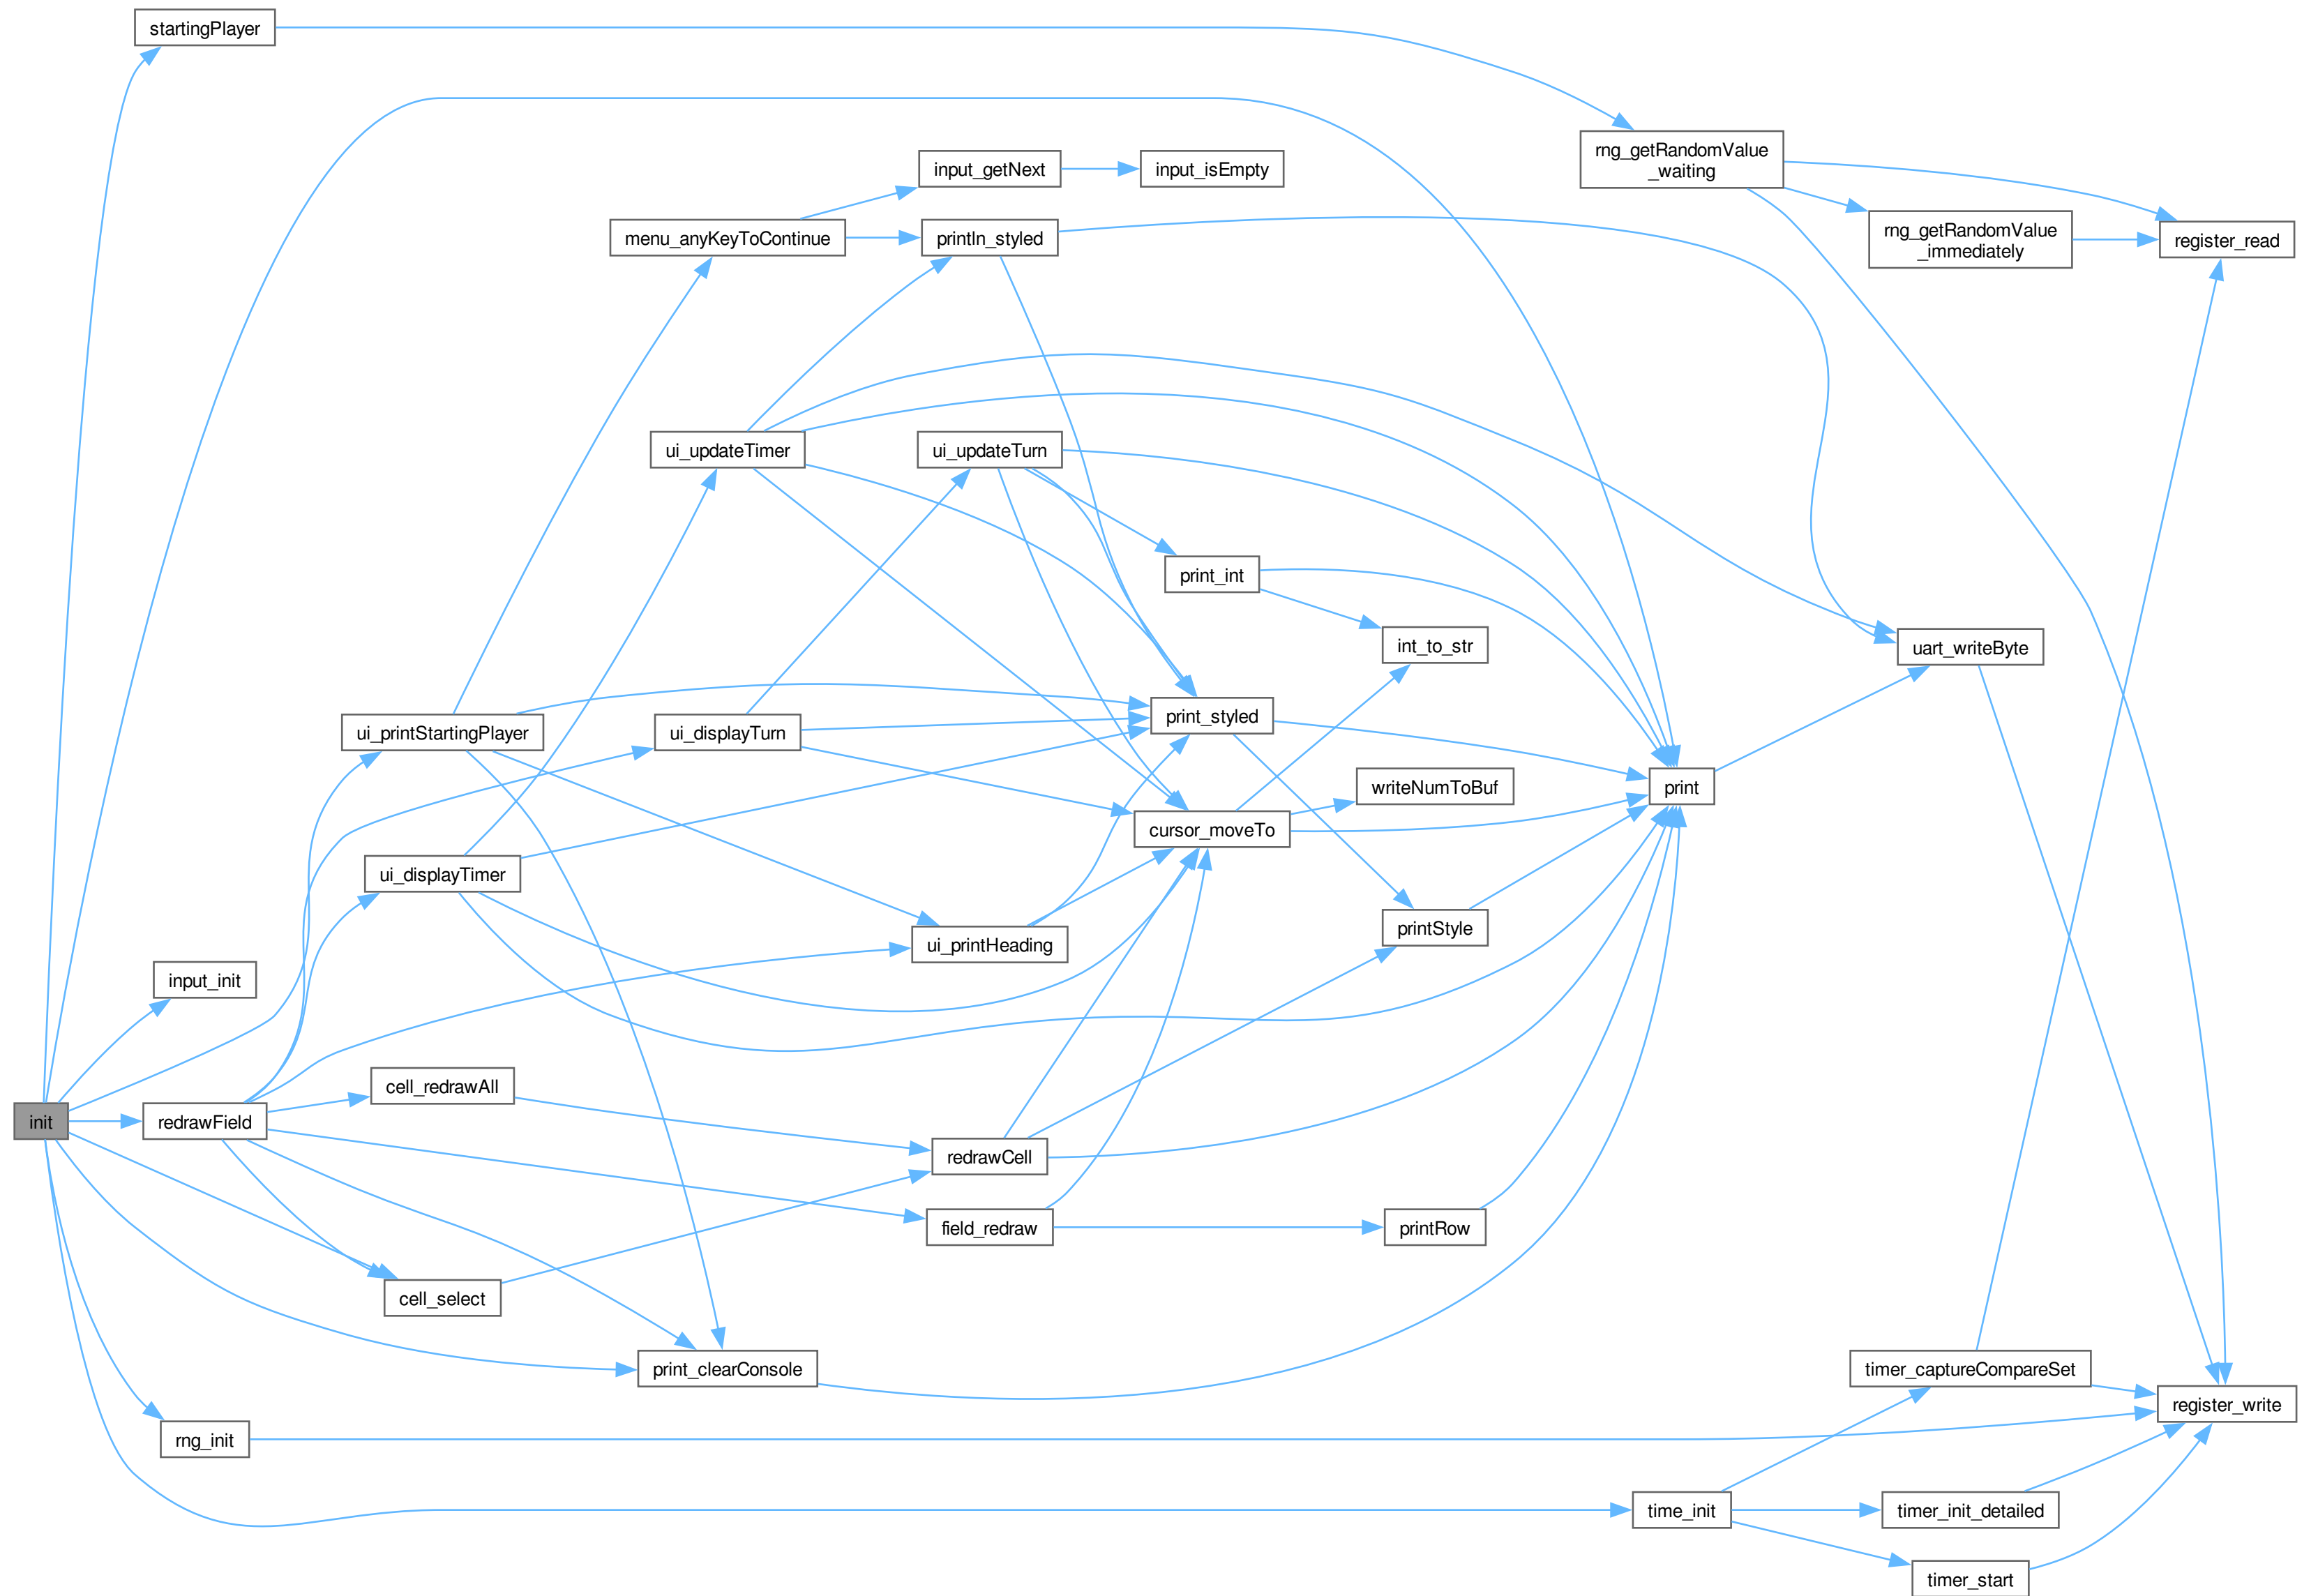 startingPlayer
rng_getRandomValue
_waiting
input_getNext
input_isEmpty
menu_anyKeyToContinue
println_styled
rng_getRandomValue
_immediately
register_read
ui_updateTimer
ui_updateTurn
print_int
int_to_str
uart_writeByte
ui_printStartingPlayer
ui_displayTurn
print_styled
writeNumToBuf
print
cursor_moveTo
ui_displayTimer
printStyle
ui_printHeading
input_init
cell_redrawAll
init
redrawField
redrawCell
field_redraw
printRow
cell_select
print_clearConsole
timer_captureCompareSet
register_write
rng_init
time_init
timer_init_detailed
timer_start